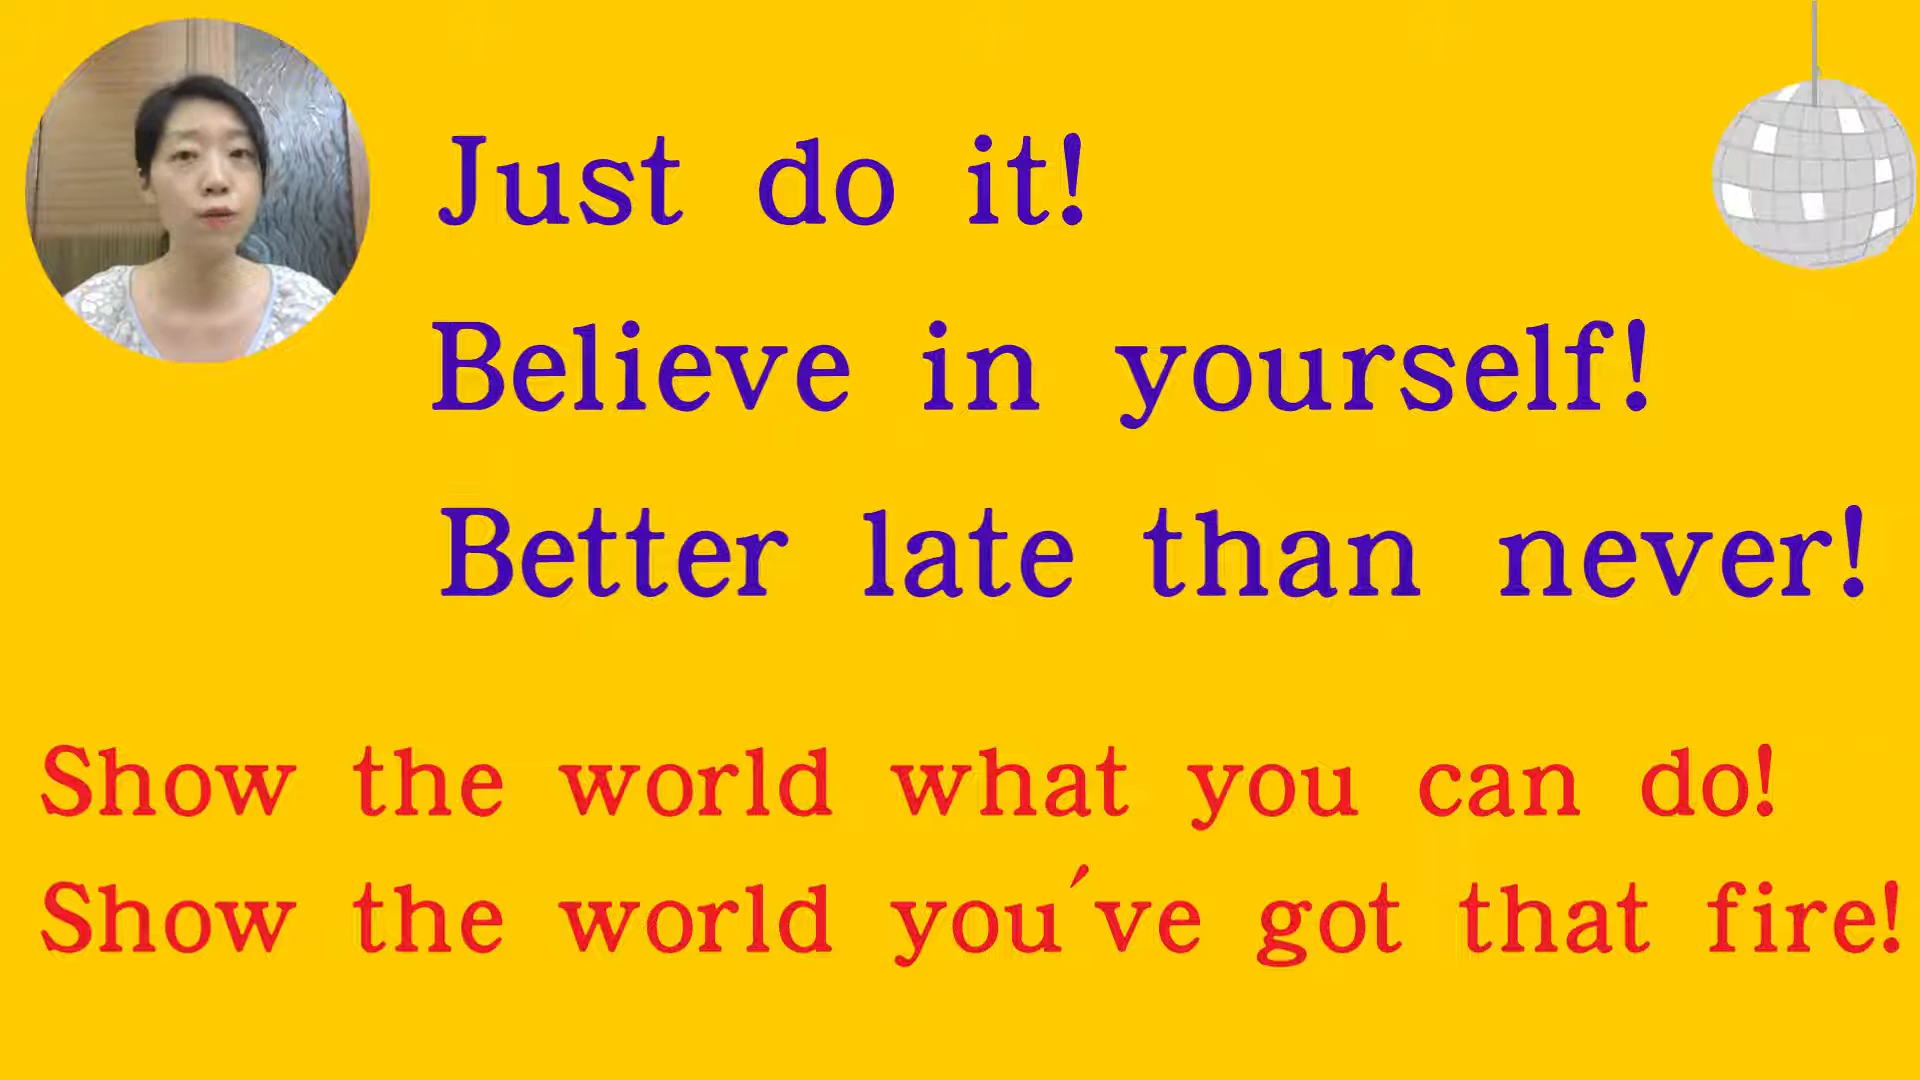 Just do it!
Believe in yourself!
Better late than never!
Show the world what you can do!
Show the world you've got that fire!